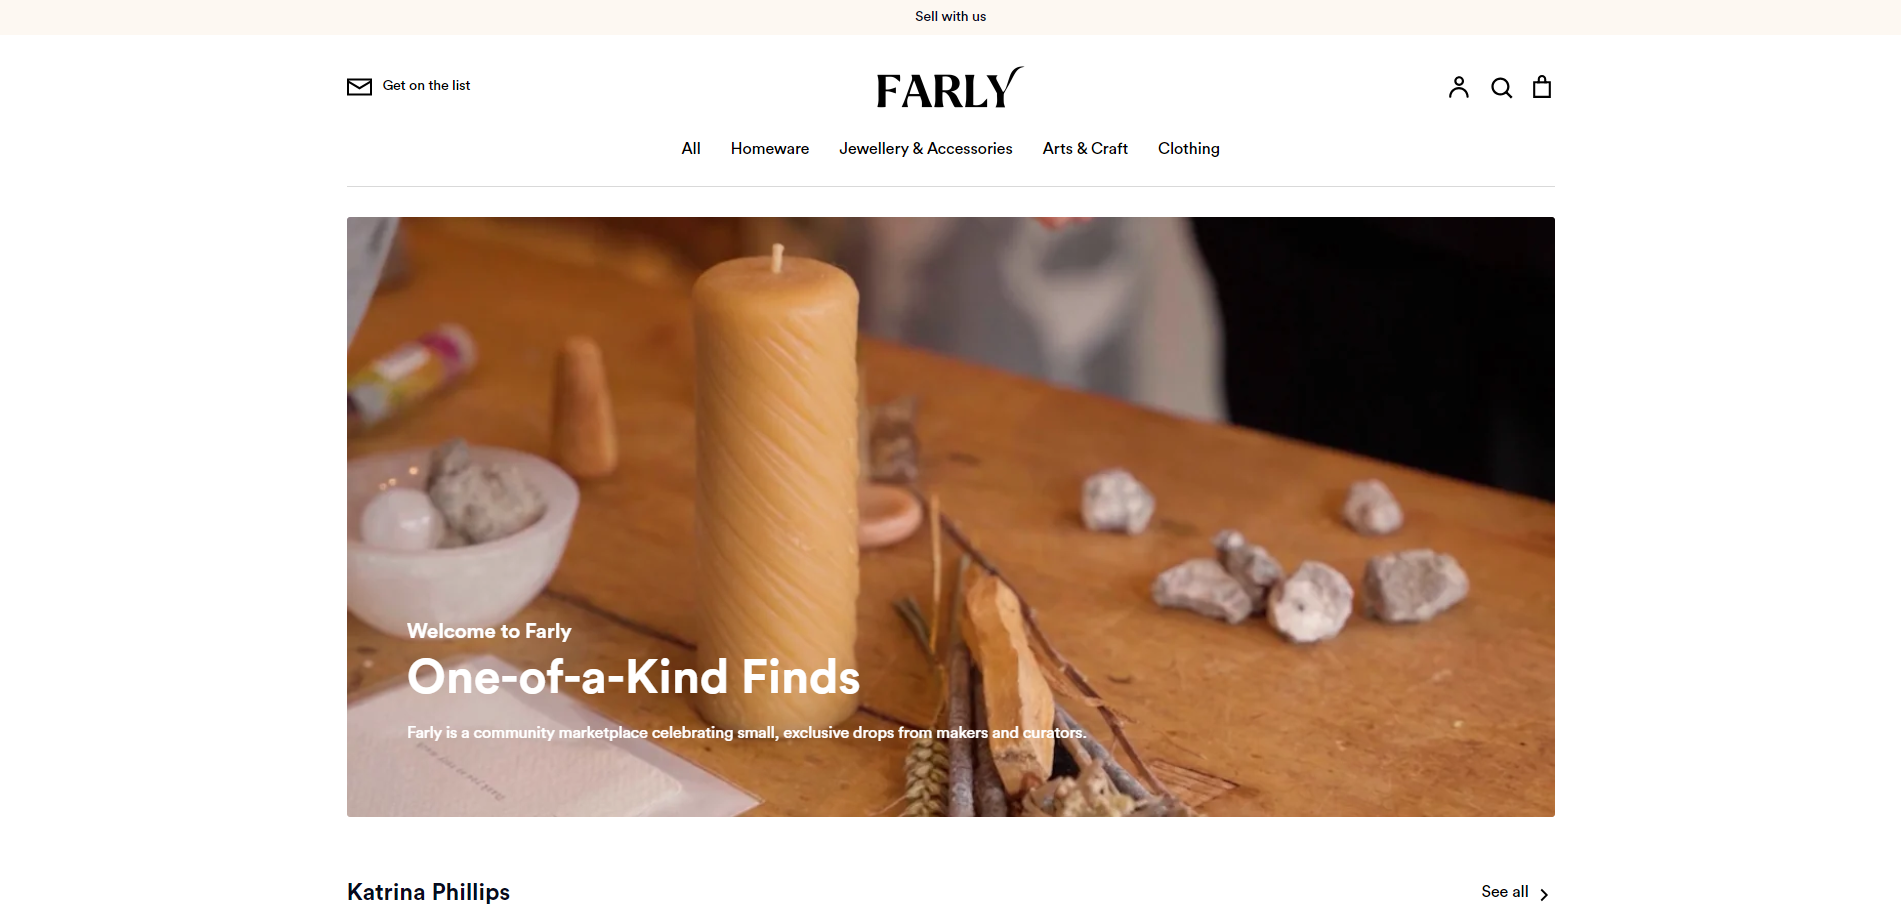 Sell with us
Get on the list
FARLY
All
Homeware
Jewellery & Accessories
Arts & Craft
Clothing
Welcome to Farly
One-of-a-Kind Finds
Farly is a community marketplace celebrating small, exclusive drops from makers and curators.
Katrina Phillips
See all